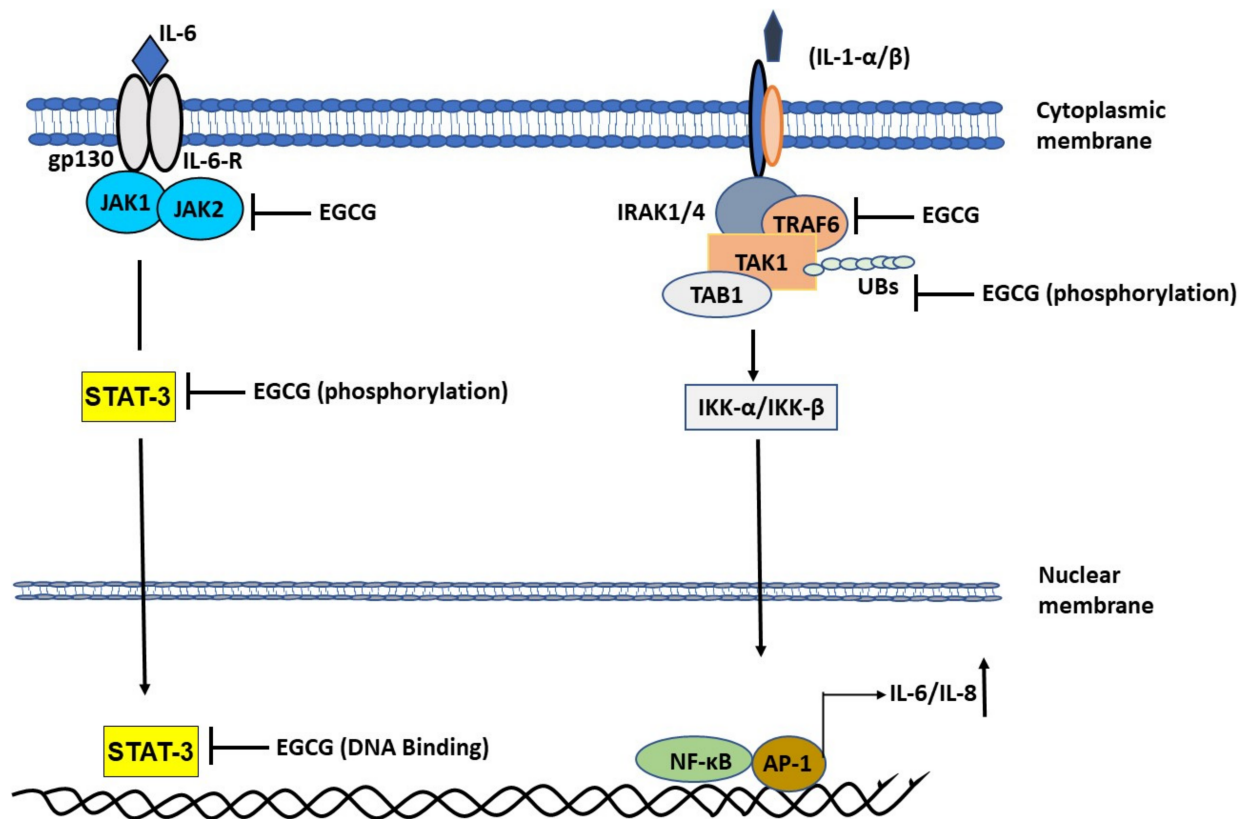 IL-6
(IL-1-α/β)
Cytoplasmic
membrane
gp130
IL-6-R
JAK1
JAK2
EGCG
IRAK1/4
TRAF6
EGCG
TAK1
UBs
TAB1
EGCG (phosphorylation)
STAT-3
EGCG (phosphorylation)
IKK-α/IKK-β
Nuclear
membrane
IL-6/IL-8
STAT-3
EGCG (DNA Binding)
NF-κB
AP-1